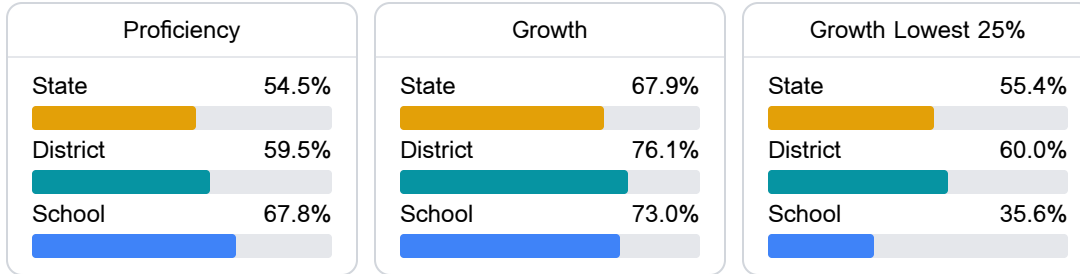 Proficiency
State 54.5%
District 59.5%
School 67.8%
Growth
State 67.9%
District 76.1%
School 73.0%
Growth Lowest 25%
State 55.4%
District 60.0%
School 35.6%